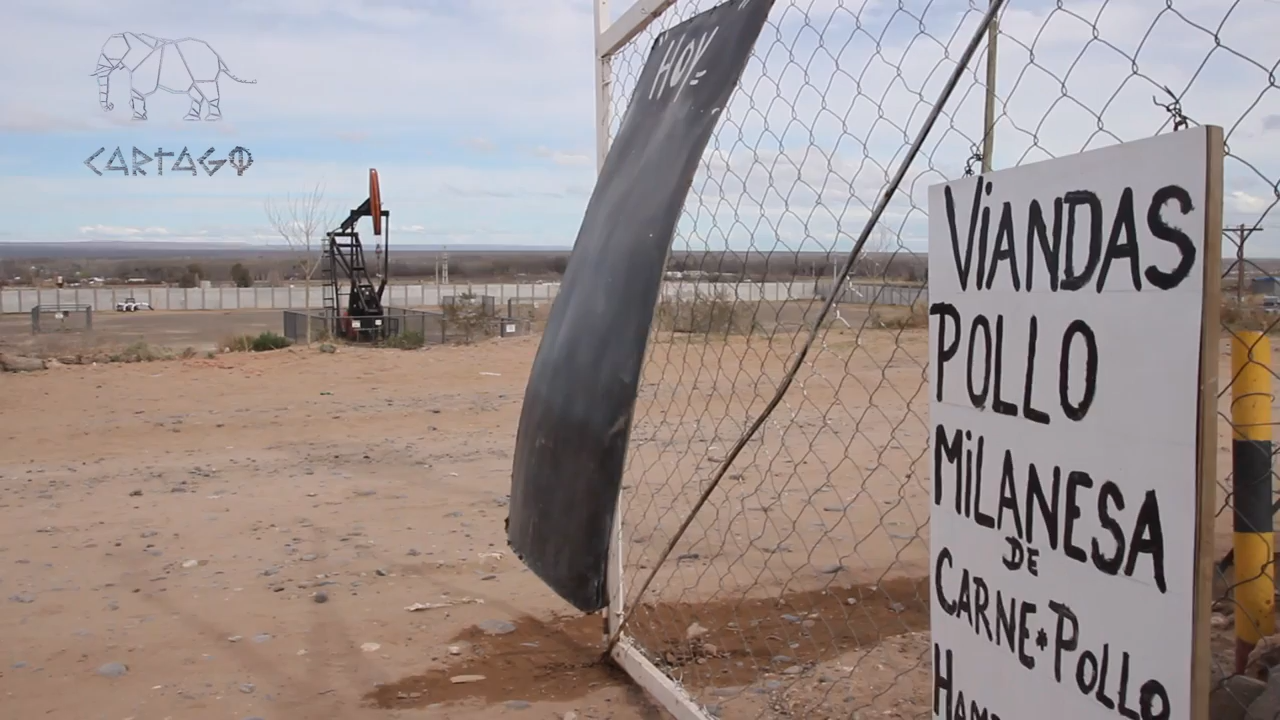 CARTAGO
HOY=
ViANDAS
POLLO
MiLANESA
DE
CARNE*POLLO